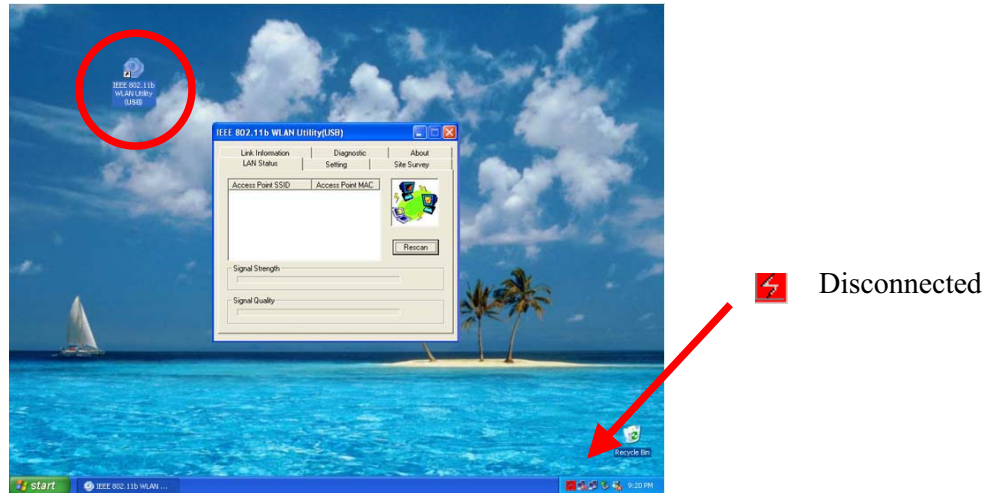 IEEE 802.11b
WLAN Utility
(USB)
IEEE 802.11b WLAN Utility(USB)
Link Information Diagnostic About
LAN Status Setting Site Survey
Access Point SSID Access Point MAC
Rescan
Signal Strength
Signal Quality
Disconnected
Recycle Bin
start IEEE 802.11b WLAN ... 9:20 PM